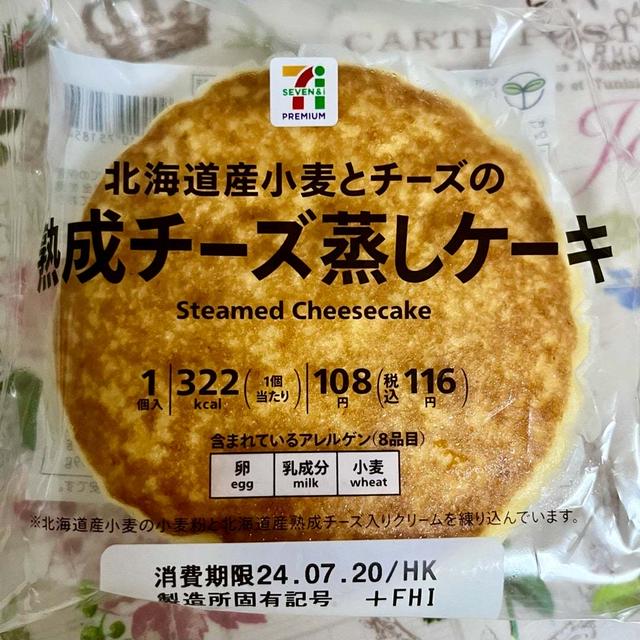 CARTE POST
7i
SEVEN&i
PREMIUM
北海道産小麦とチーズの
熟成チーズ蒸しケーキ
Steamed Cheesecake
1個入 322kcal(1個当たり) 108円(税込116円)
含まれているアレルゲン(8品目)
卵 乳成分 小麦
egg milk wheat
※北海道産小麦の小麦粉と北海道産熟成チーズ入りクリームを練り込んでいます。
消費期限24.07.20/HK
製造所固有記号 +FHI